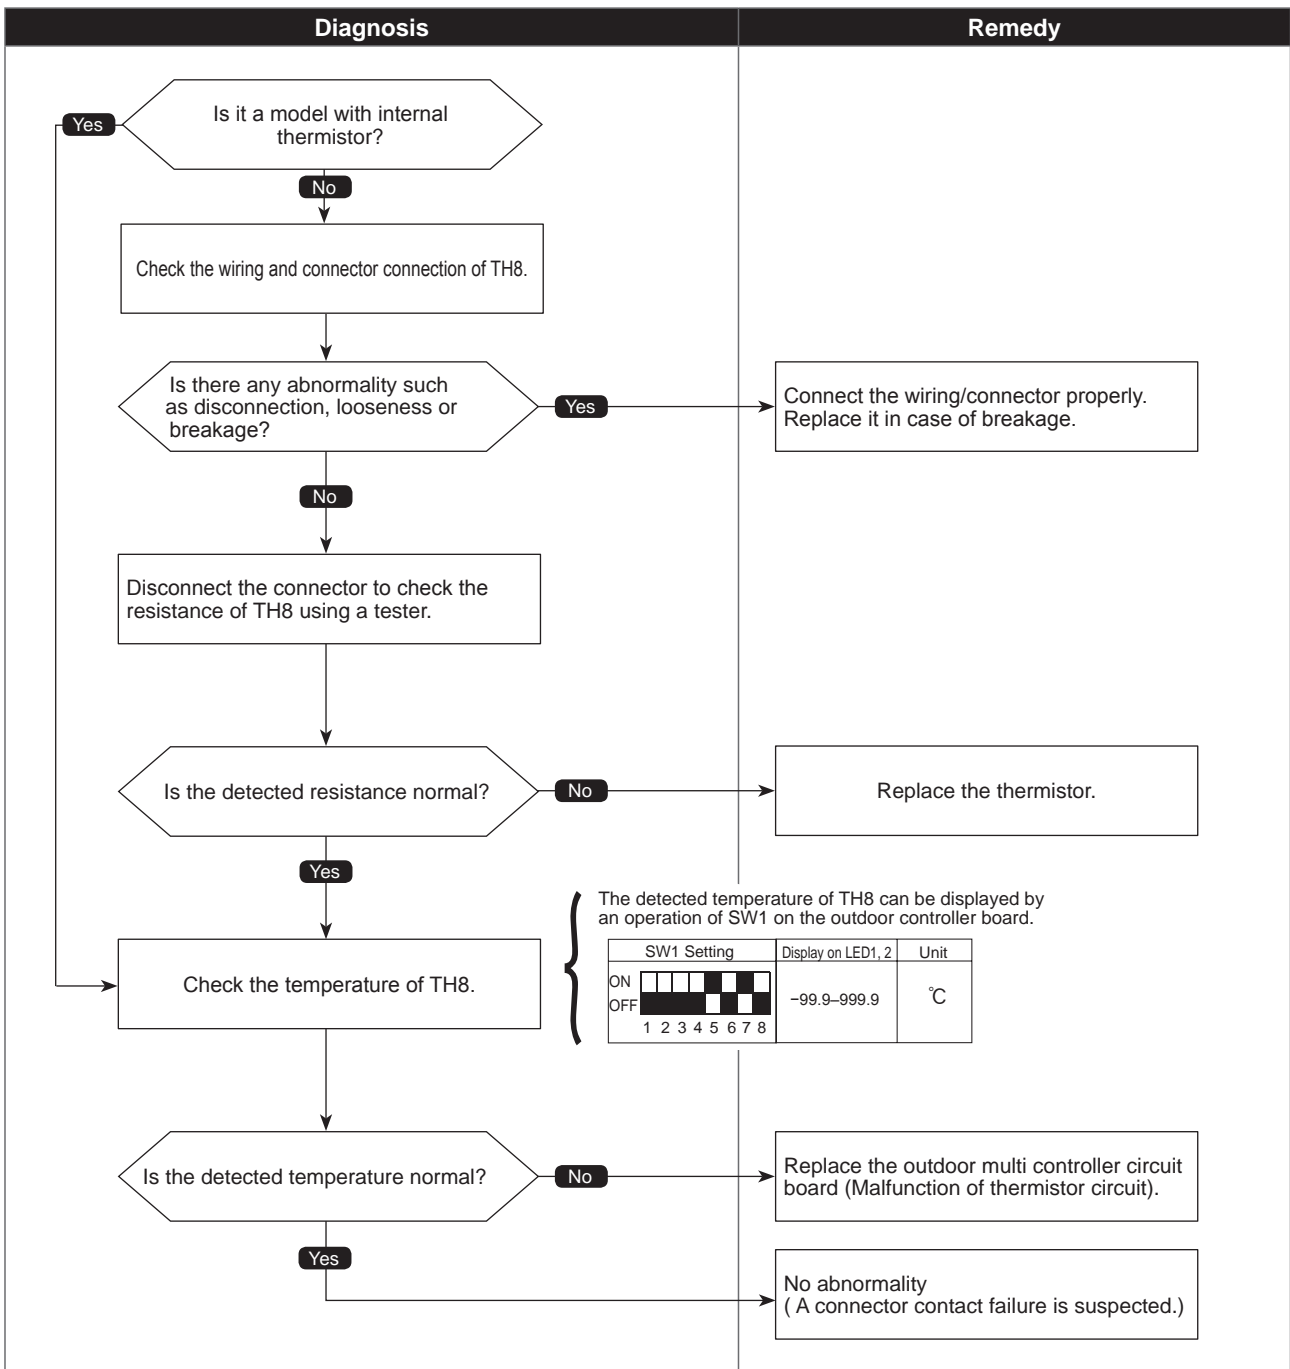 Diagnosis
Remedy
Is it a model with internal
thermistor?
Yes
No
Check the wiring and connector connection of TH8.
Is there any abnormality such
as disconnection, looseness or
breakage?
Yes
Connect the wiring/connector properly.
Replace it in case of breakage.
No
Disconnect the connector to check the
resistance of TH8 using a tester.
Is the detected resistance normal?
No
Replace the thermistor.
Yes
The detected temperature of TH8 can be displayed by
an operation of SW1 on the outdoor controller board.
SW1 Setting
Display on LED1, 2
Unit
ON
OFF
1 2 3 4 5 6 7 8
−99.9–999.9
℃
Check the temperature of TH8.
Is the detected temperature normal?
No
Replace the outdoor multi controller circuit
board (Malfunction of thermistor circuit).
Yes
No abnormality
( A connector contact failure is suspected.)